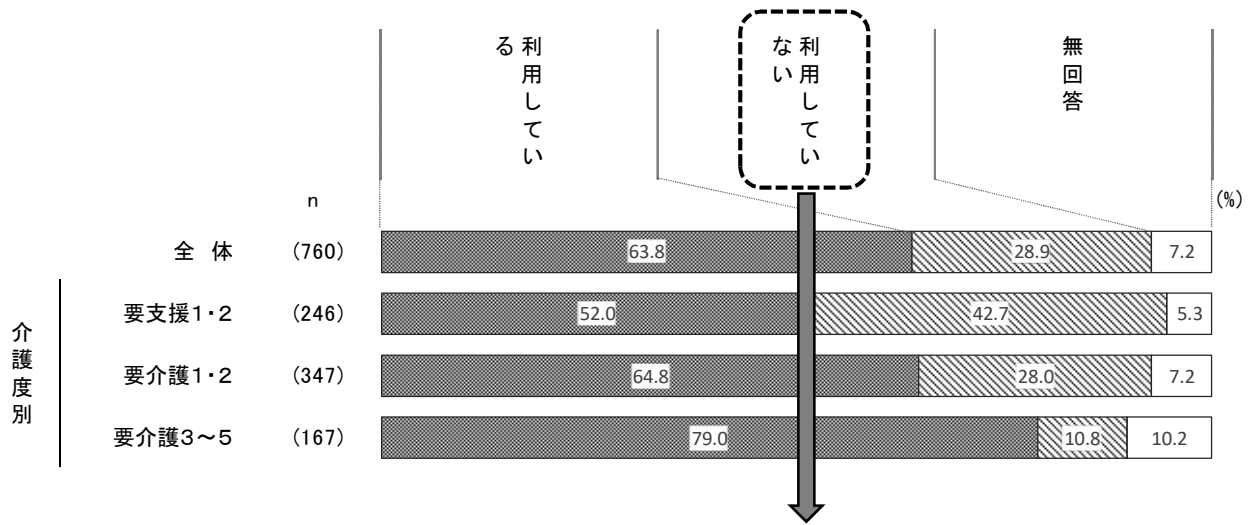 利用している
利用していない
無回答
n
(%)
全 体 (760) 63.8 28.9 7.2
介護度別
要支援1・2 (246) 52.0 42.7 5.3
要介護1・2 (347) 64.8 28.0 7.2
要介護3～5 (167) 79.0 10.8 10.2